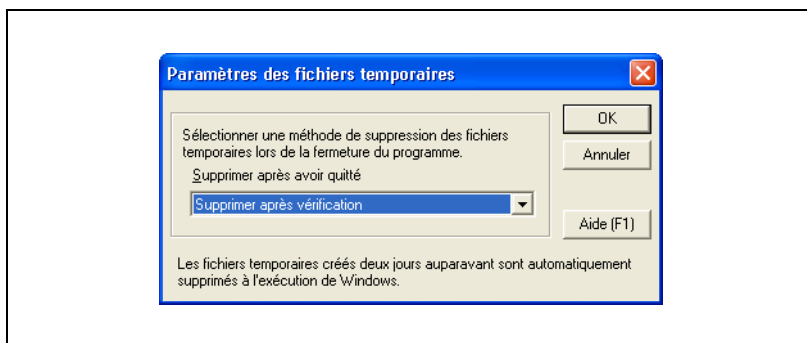 Paramètres des fichiers temporaires
Sélectionner une méthode de suppression des fichiers
temporaires lors de la fermeture du programme.
Supprimer après avoir quitté
Supprimer après vérification
OK
Annuler
Aide (F1)
Les fichiers temporaires créés deux jours auparavant sont automatiquement
supprimés à l'exécution de Windows.